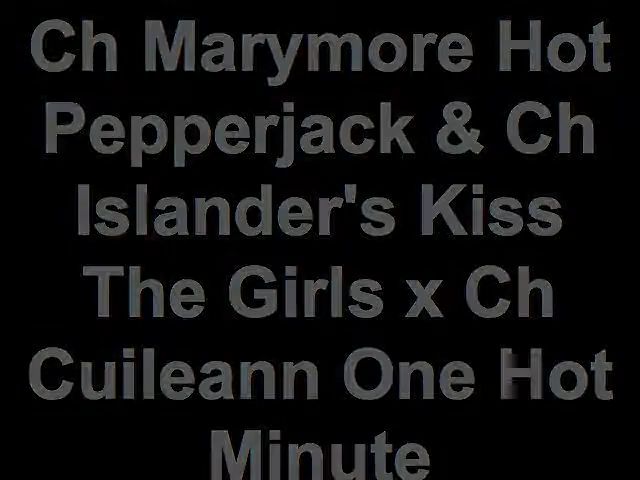 Ch Marymore Hot
Pepperjack & Ch
Islander's Kiss
The Girls x Ch
Cuileann One Hot
Minute